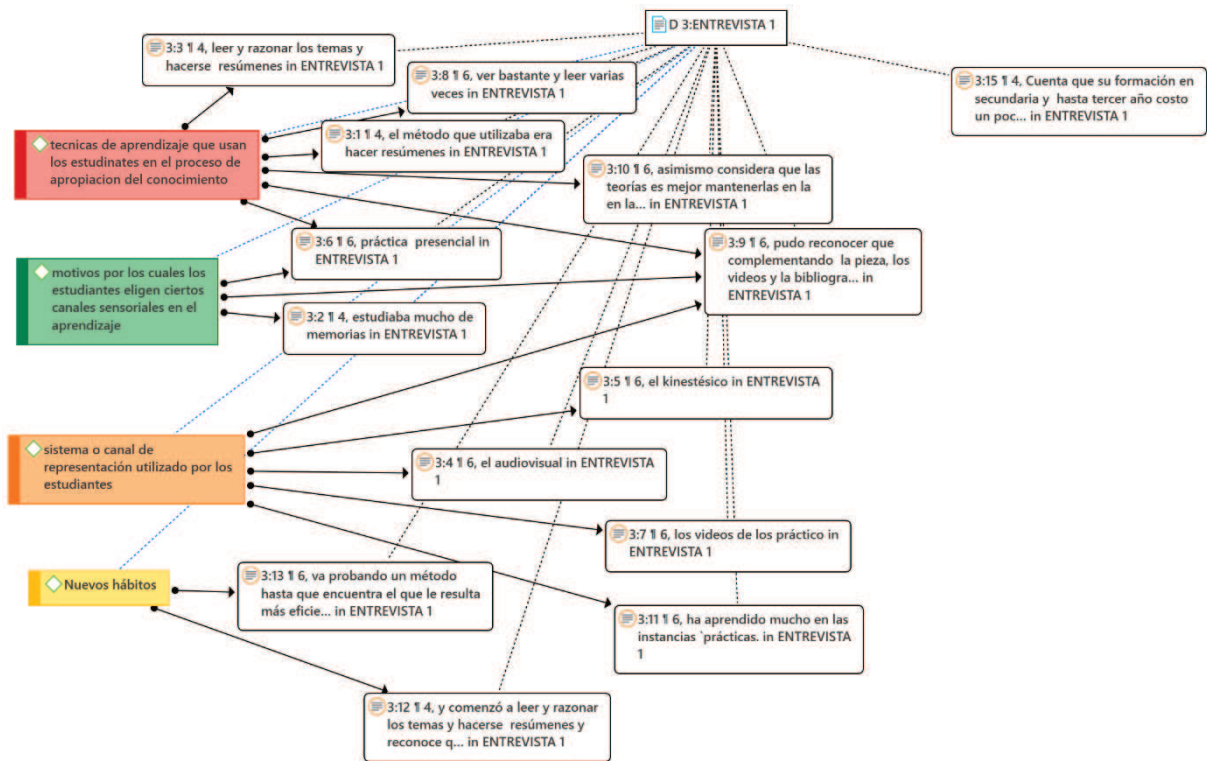 D 3:ENTREVISTA 1
3:3 ¶ 4, leer y razonar los temas y
hacerse resúmenes in ENTREVISTA 1
3:8 ¶ 6, ver bastante y leer varias
veces in ENTREVISTA 1
3:15 ¶ 4, Cuenta que su formación en
secundaria y hasta tercer año costo
un poc... in ENTREVISTA 1
3:1 ¶ 4, el método que utilizaba era
hacer resúmenes in ENTREVISTA 1
tecnicas de aprendizaje que usan
los estudinates en el proceso de
apropiacion del conocimiento
3:10 ¶ 6, asimismo considera que las
teorías es mejor mantenerlas en la
en la... in ENTREVISTA 1
3:6 ¶ 6, práctica presencial in
ENTREVISTA 1
3:9 ¶ 6, pudo reconocer que
complementando la pieza, los
videos y la bibliogra... in
ENTREVISTA 1
motivos por los cuales los
estudiantes eligen ciertos
canales sensoriales en el
aprendizaje
3:2 ¶ 4, estudiaba mucho de
memorias in ENTREVISTA 1
3:5 ¶ 6, el kinestésico in ENTREVISTA
1
sistema o canal de
representación utilizado por los
estudiantes
3:4 ¶ 6, el audiovisual in ENTREVISTA
1
3:7 ¶ 6, los videos de los práctico in
ENTREVISTA 1
Nuevos hábitos
3:13 ¶ 6, va probando un método
hasta que encuentra el que le resulta
más eficie... in ENTREVISTA 1
3:11 ¶ 6, ha aprendido mucho en las
instancias `prácticas. in ENTREVISTA
1
3:12 ¶ 4, y comenzó a leer y razonar
los temas y hacerse resúmenes y
reconoce q... in ENTREVISTA 1